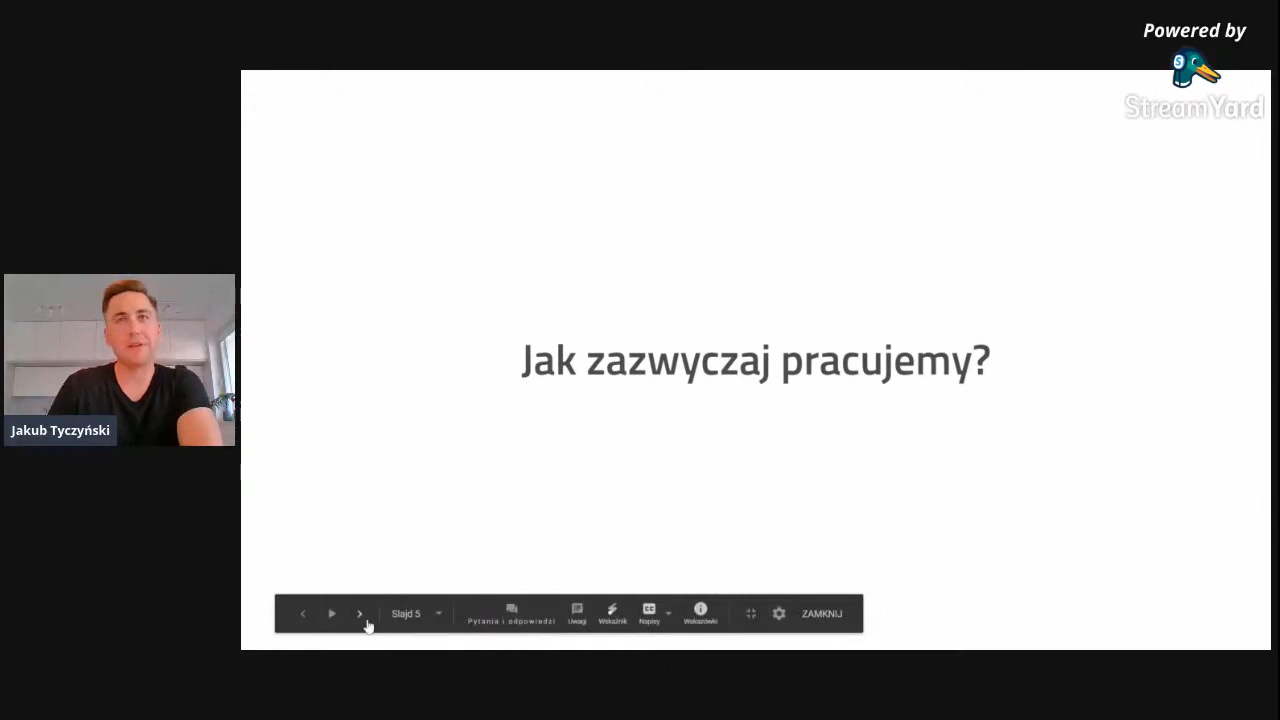 Powered by
StreamYard
Jak zazwyczaj pracujemy?
Jakub Tyczyński
Slajd 5
Pytania i odpowiedzi
Uwagi
Wskaźnik
Napisy
Wskazówki
ZAMKNIJ